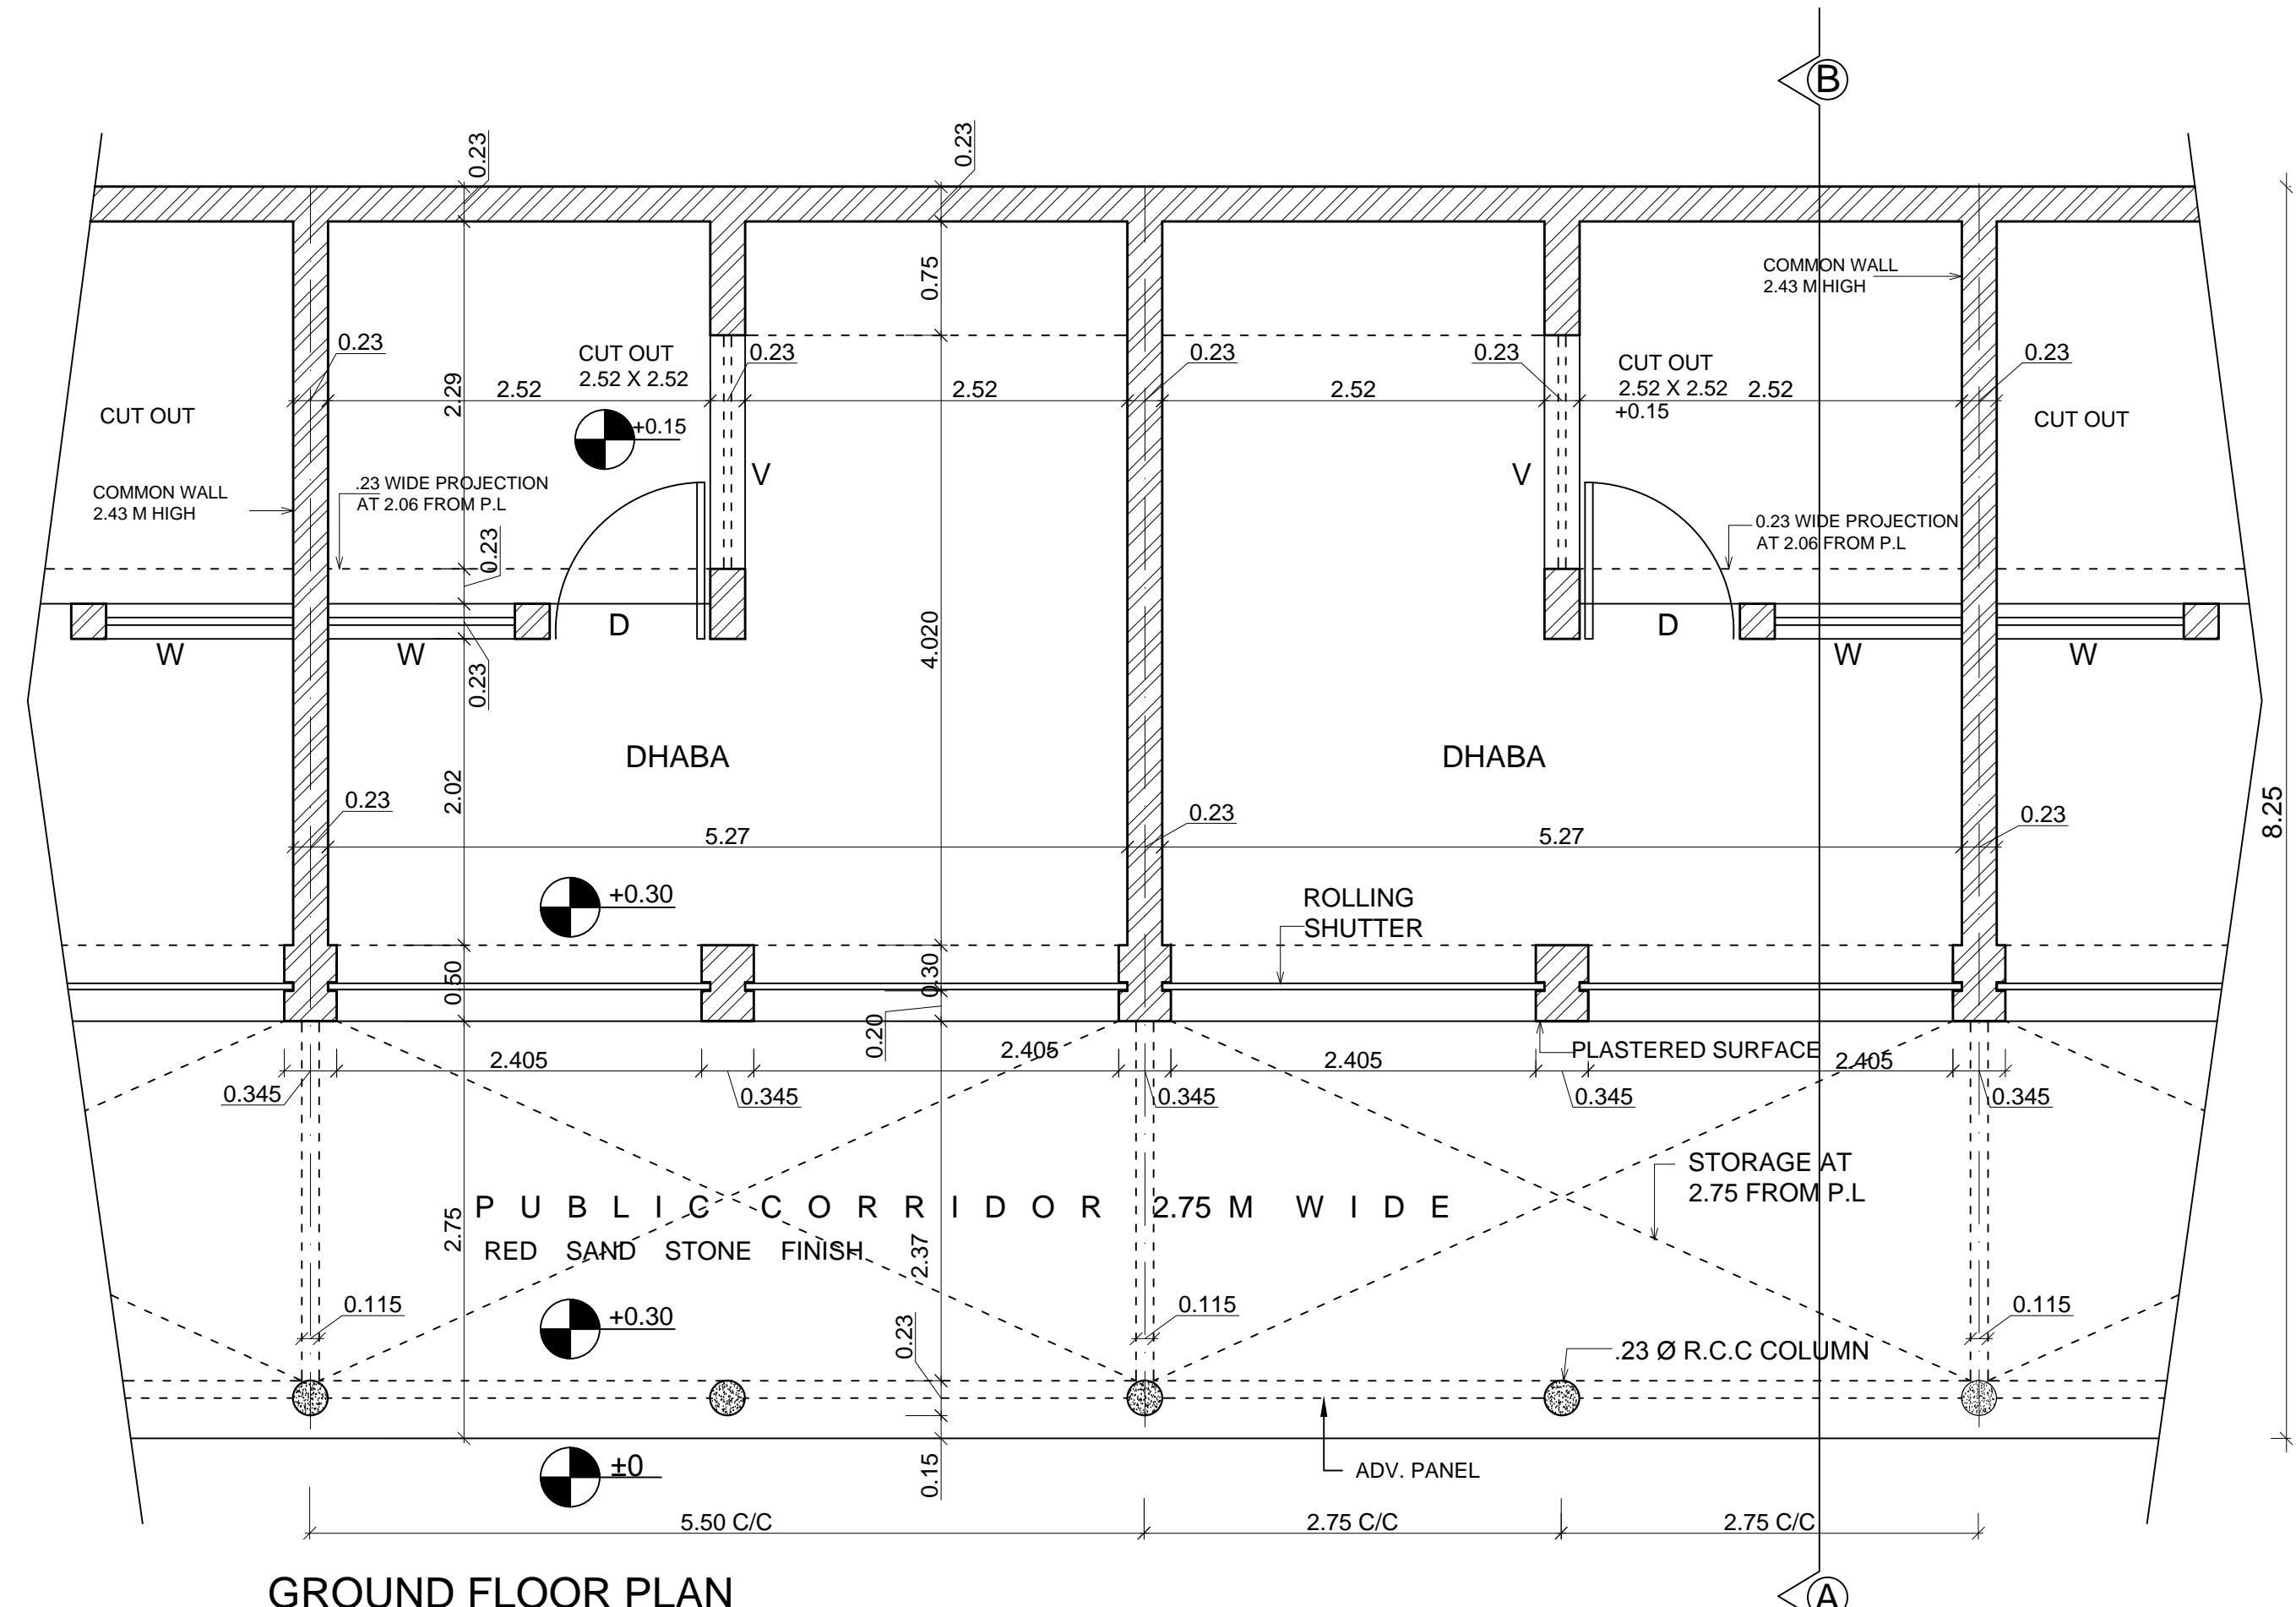 B
0.23
0.23
COMMON WALL
2.43 M HIGH
0.75
0.23
CUT OUT
2.52 X 2.52
0.23
0.23
0.23
CUT OUT
2.52 X 2.52
+0.15
0.23
2.29
2.52
2.52
2.52
2.52
CUT OUT
+0.15
CUT OUT
V
V
COMMON WALL
2.43 M HIGH
.23 WIDE PROJECTION
AT 2.06 FROM P.L
0.23 WIDE PROJECTION
AT 2.06 FROM P.L
0.23
D
D
W
W
W
W
0.23
4.020
DHABA
DHABA
2.02
0.23
0.23
0.23
8.25
5.27
5.27
+0.30
ROLLING
SHUTTER
0.50
0.30
0.20
2.405
2.405
2.405
PLASTERED SURFACE
2.405
0.345
0.345
0.345
0.345
0.345
STORAGE AT
2.75 FROM P.L
2.75
PUBLIC CORRIDOR 2.75 M WIDE
RED SAND STONE FINISH
2.37
0.115
0.115
0.115
+0.30
0.23
.23 Ø R.C.C COLUMN
±0
0.15
ADV. PANEL
5.50 C/C
2.75 C/C
2.75 C/C
GROUND FLOOR PLAN
A